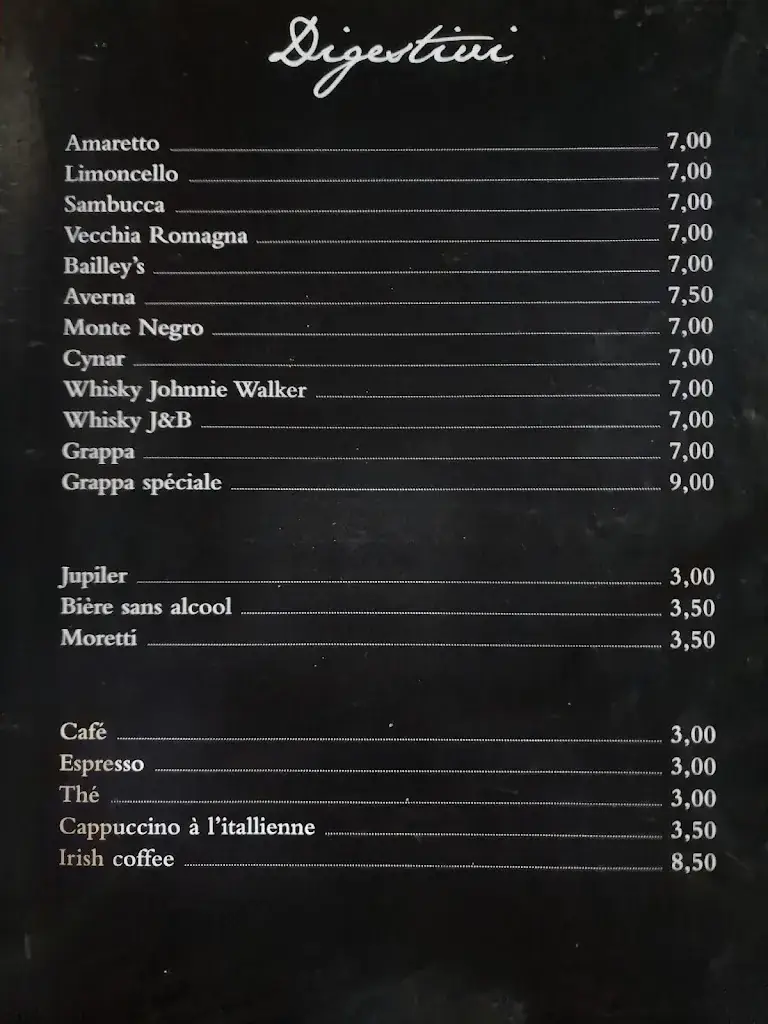 Digestivi
Amaretto 7,00
Limoncello 7,00
Sambucca 7,00
Vecchia Romagna 7,00
Bailley's 7,00
Averna 7,50
Monte Negro 7,00
Cynar 7,00
Whisky Johnnie Walker 7,00
Whisky J&B 7,00
Grappa 7,00
Grappa spéciale 9,00
Jupiler 3,00
Bière sans alcool 3,50
Moretti 3,50
Café 3,00
Espresso 3,00
Thé 3,00
Cappuccino à l'itallienne 3,50
Irish coffee 8,50